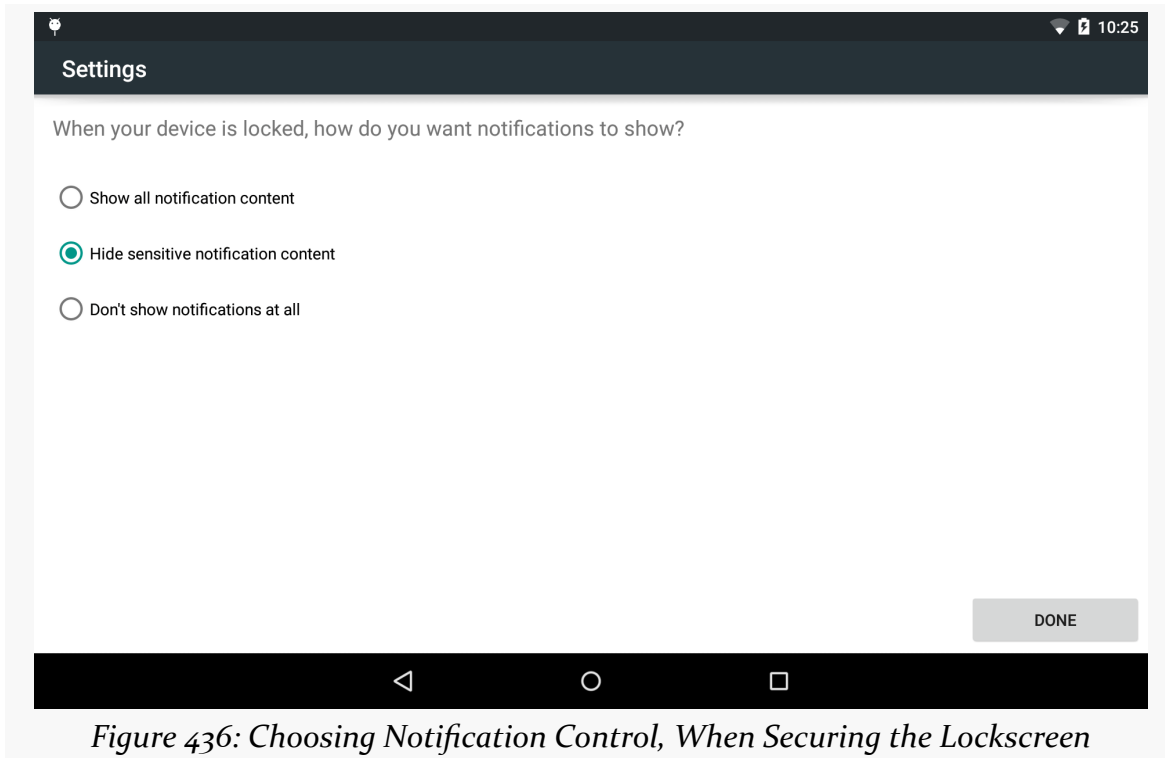 10:25
Settings
When your device is locked, how do you want notifications to show?
Show all notification content
Hide sensitive notification content
Don't show notifications at all
DONE
Figure 436: Choosing Notification Control, When Securing the Lockscreen